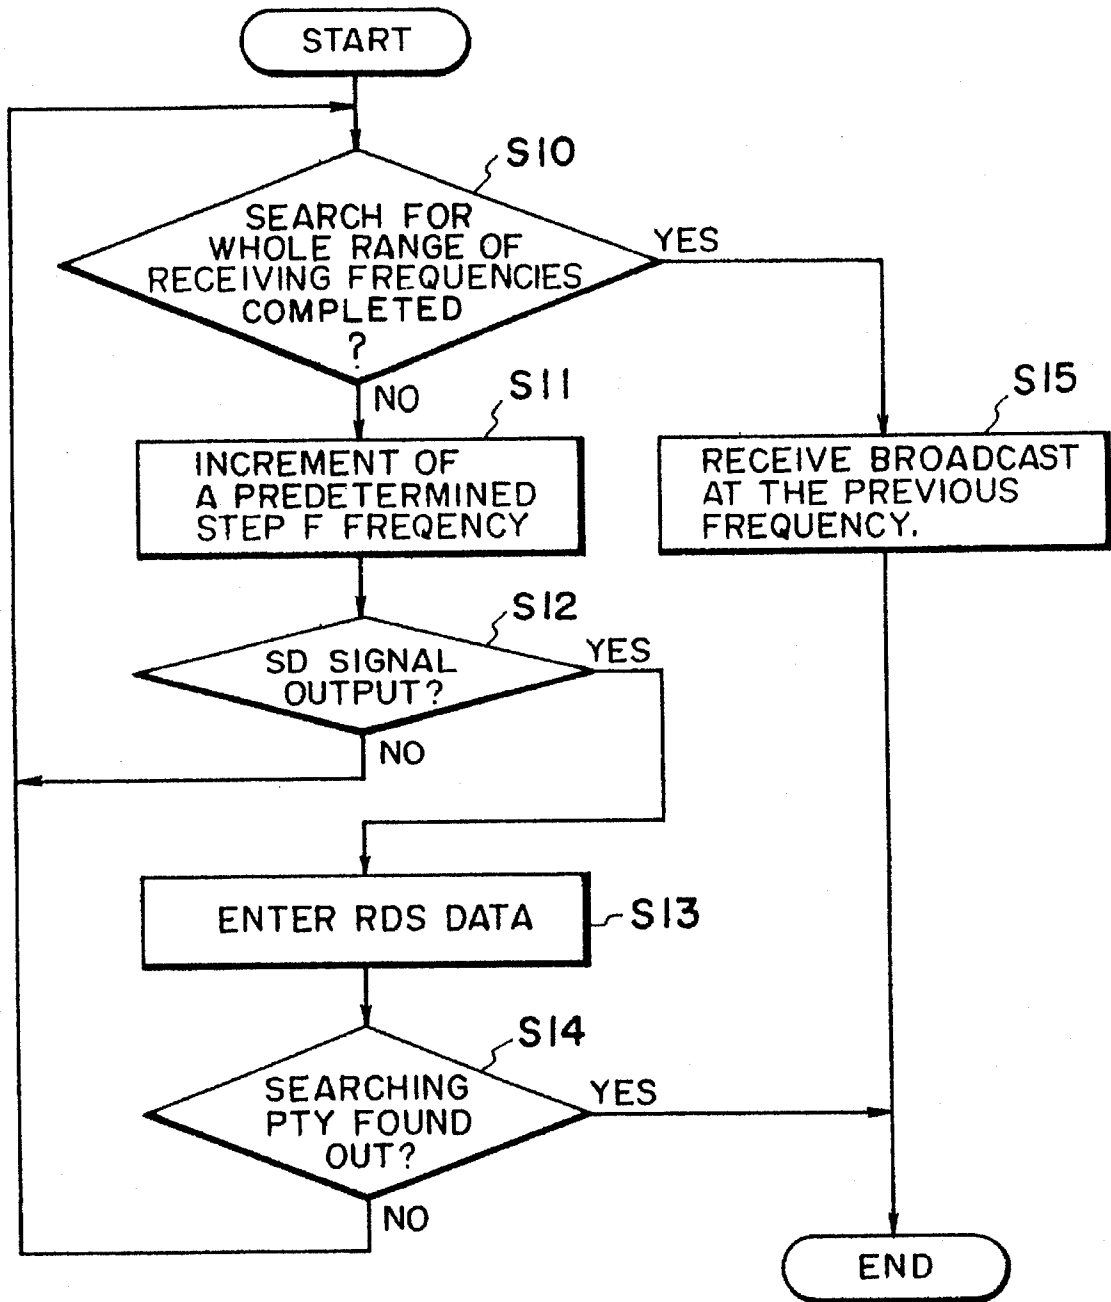 START
S10
SEARCH FOR
WHOLE RANGE OF
RECEIVING FREQUENCIES
COMPLETED
?
YES
NO
S11
INCREMENT OF
A PREDETERMINED
STEP F FREQENCY
S15
RECEIVE BROADCAST
AT THE PREVIOUS
FREQUENCY.
S12
SD SIGNAL
OUTPUT?
YES
NO
ENTER RDS DATA
S13
S14
SEARCHING
PTY FOUND
OUT?
YES
NO
END